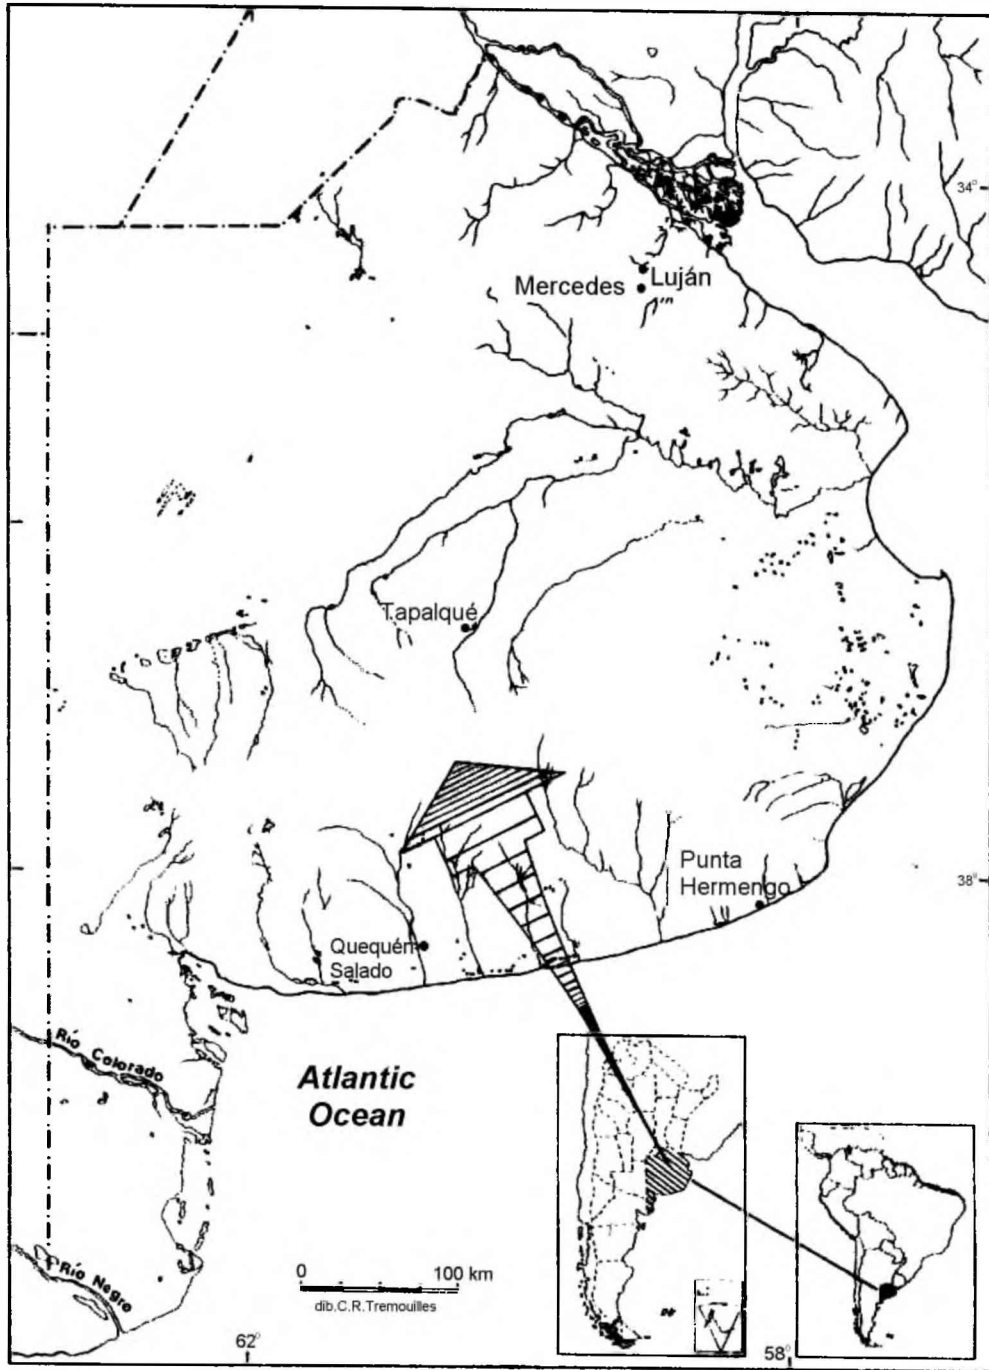 34°
Mercedes
Luján
Tapalqué
Punta
Hermengo
38°
Quequén
Salado
Río Colorado
Atlantic
Ocean
Río Negro
0
100 km
dib.C.R.Tremouilles
62°
58°